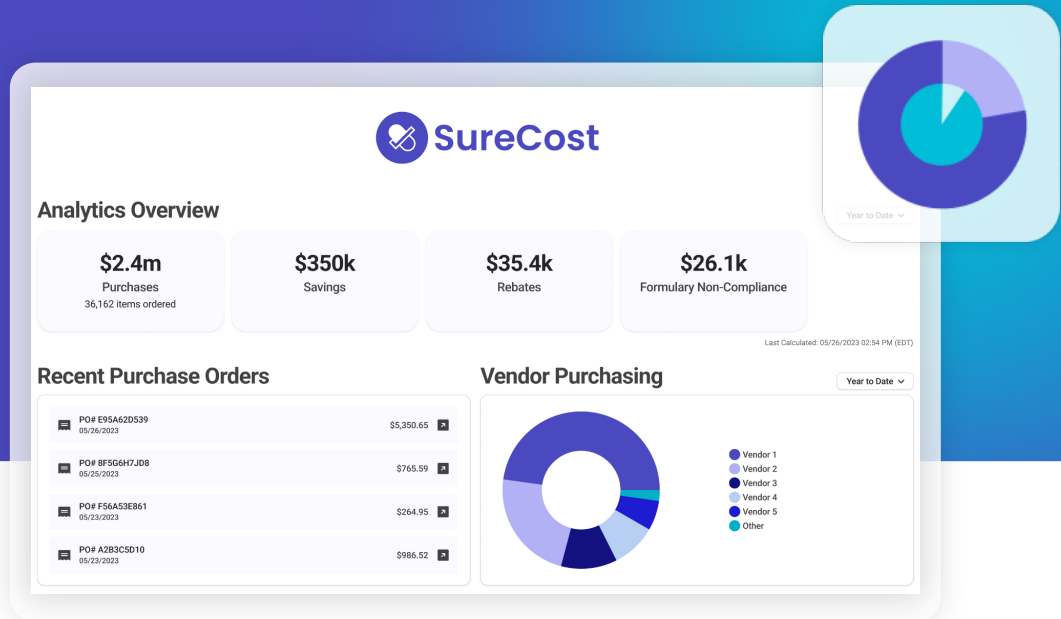 SureCost
Analytics Overview
Year to Date
$2.4m
Purchases
36,162 items ordered
$350k
Savings
$35.4k
Rebates
$26.1k
Formulary Non-Compliance
Last Calculated: 05/26/2023 02:54 PM (EDT)
Recent Purchase Orders
PO# E95A62D539
05/26/2023
$5,350.65
PO# 8F5G6H7JD8
05/25/2023
$765.59
PO# F56A53E861
05/23/2023
$264.95
PO# A2B3C5D10
05/23/2023
$986.52
Vendor Purchasing
Year to Date
Vendor 1
Vendor 2
Vendor 3
Vendor 4
Vendor 5
Other